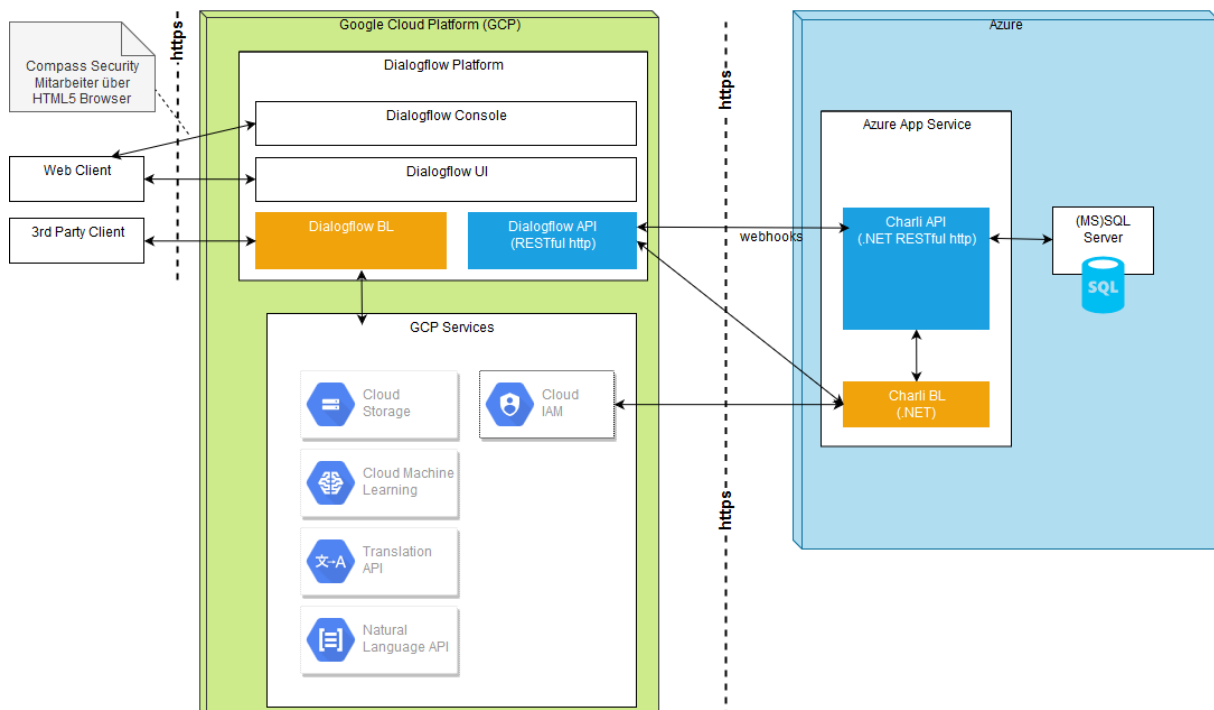 Google Cloud Platform (GCP)
Azure
https
Compass Security
Mitarbeiter über
HTML5 Browser
Dialogflow Platform
https
Dialogflow Console
Azure App Service
Web Client
Dialogflow UI
3rd Party Client
Dialogflow BL
Dialogflow API
(RESTful http)
webhooks
Charli API
(.NET RESTful http)
(MS)SQL
Server
SQL
GCP Services
Cloud
Storage
Cloud
IAM
Charli BL
(.NET)
Cloud Machine
Learning
https
Translation
API
文→A
Natural
Language API